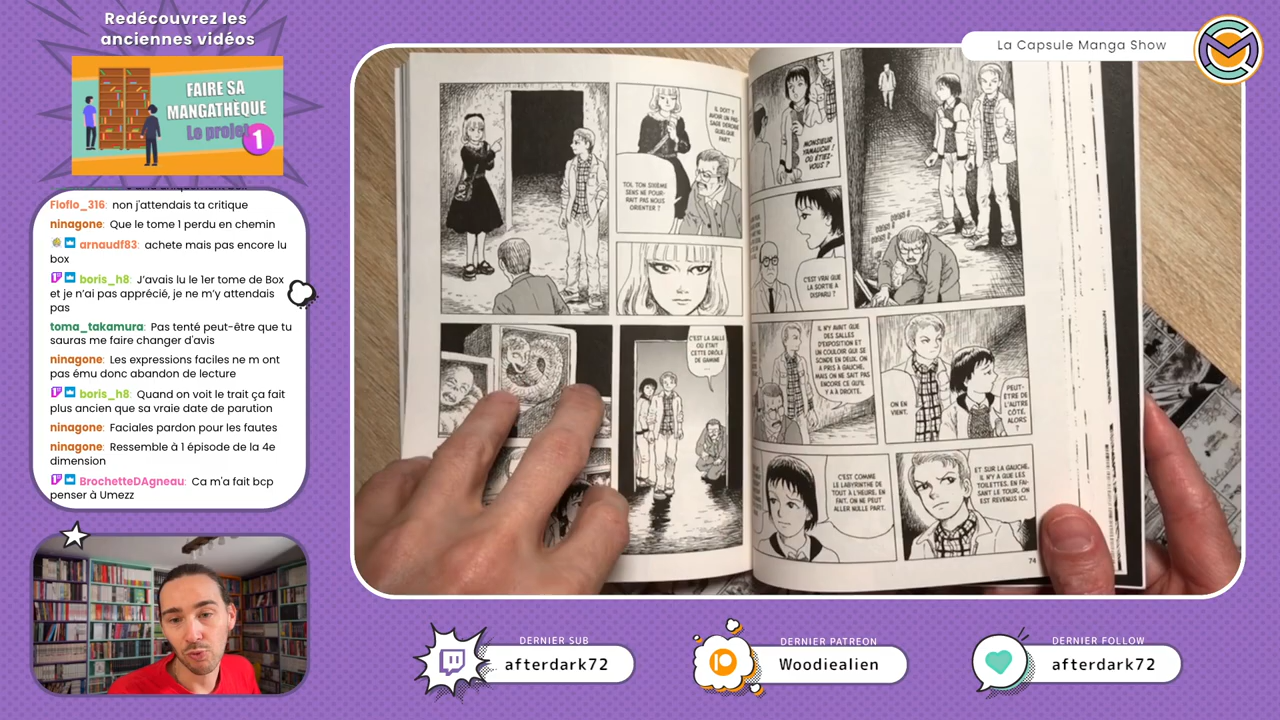 Redécouvrez les
anciennes vidéos
FAIRE SA
MANGATHÈQUE
Le projet
1
Floflo_316: non j'attendais ta critique
ninagone: Que le tome 1 perdu en chemin
arnaudf83: achete mais pas encore lu
box
boris_h8: J'avais lu le 1er tome de Box
et je n'ai pas apprécié, je ne m'y attendais
pas
toma_takamura: Pas tenté peut-être que tu
sauras me faire changer d'avis
ninagone: Les expressions faciles ne m ont
pas ému donc abandon de lecture
boris_h8: Quand on voit le trait ça fait
plus ancien que sa vraie date de parution
ninagone: Faciales pardon pour les fautes
ninagone: Ressemble à 1 épisode de la 4e
dimension
BrochetteDAgneau: Ca m'a fait bcp
penser à Umezz
La Capsule Manga Show
IL DOIT Y
AVOIR UN PAS-
SAGE DÉROBÉ
QUELQUE
PART.
TOI, TON SIXIÈME
SENS NE POUR-
RAIT PAS NOUS
ORIENTER ?
C'EST LA SALLE
OÙ ÉTAIT
CETTE DRÔLE
DE GAMINE
...
MONSIEUR
YAMAUCHI !
OÙ ÉTIEZ-
VOUS ?
C'EST VRAI QUE
LA SORTIE A
DISPARU !
IL N'Y AVAIT QUE
DES SALLES
D'EXPOSITION ET
UN COULOIR QUI SE
SCINDE EN DEUX. ON
A PRIS À GAUCHE,
MAIS ON NE SAIT PAS
ENCORE CE QU'IL
Y A À DROITE.
ON EN
VIENT.
PEUT-
ÊTRE DE
L'AUTRE
CÔTÉ,
ALORS
?
C'EST COMME
LE LABYRINTHE DE
TOUT À L'HEURE, EN
FAIT. ON NE PEUT
ALLER NULLE PART.
ET SUR LA GAUCHE,
IL N'Y A QUE LES
TOILETTES. EN FAI-
SANT LE TOUR, ON
EST REVENUS ICI.
74
DERNIER SUB
afterdark72
DERNIER PATREON
Woodiealien
DERNIER FOLLOW
afterdark72